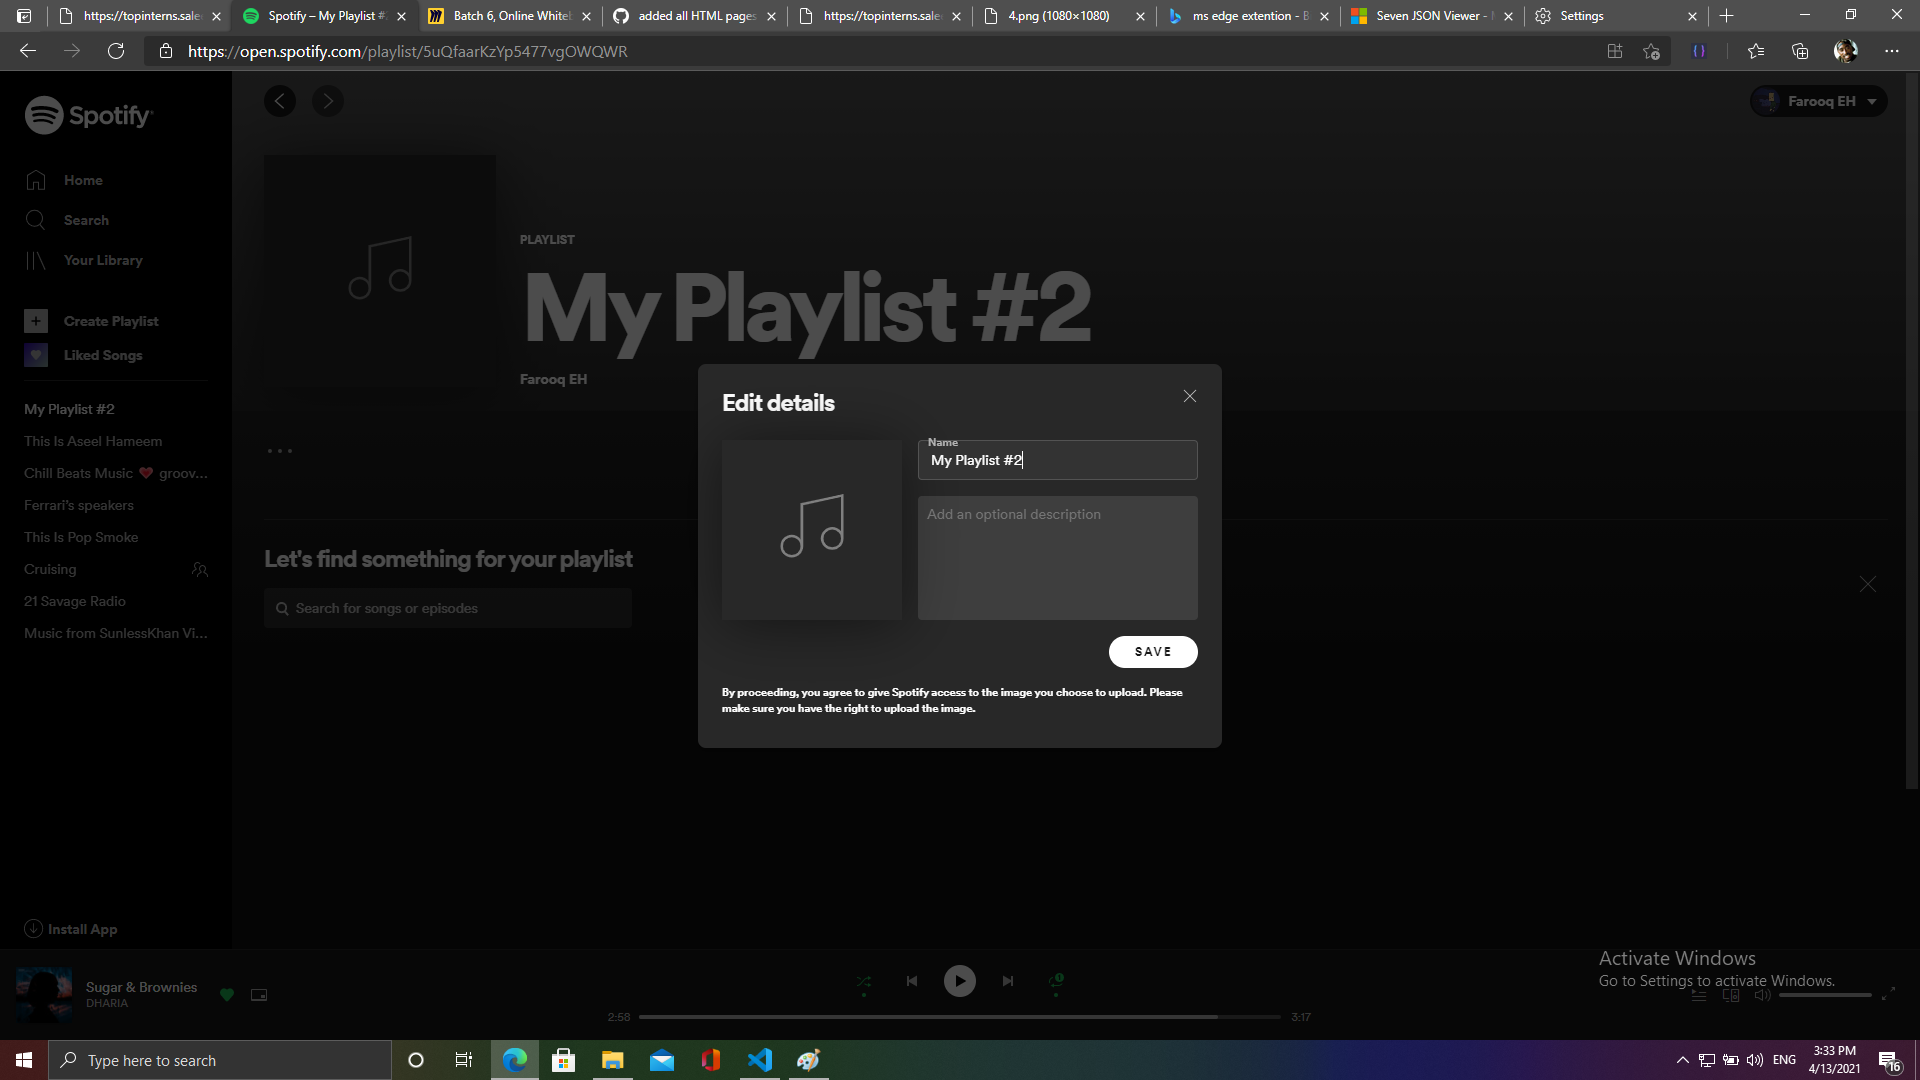 https://topinterns.sale
Spotify – My Playlist #
Batch 6, Online White
added all HTML pages
https://topinterns.sale
4.png (1080×1080)
ms edge extention - B
Seven JSON Viewer -
Settings
https://open.spotify.com/playlist/5uQfaarKzYp5477vgOWQWR
Spotify
Farooq EH
Home
Search
Your Library
Create Playlist
Liked Songs
My Playlist #2
This Is Aseel Hameem
Chill Beats Music ❤️ groov...
Ferrari's speakers
This Is Pop Smoke
Cruising
21 Savage Radio
Music from SunlessKhan Vi...
Install App
PLAYLIST
My Playlist #2
Farooq EH
Let's find something for your playlist
Search for songs or episodes
Edit details
Name
My Playlist #2
Add an optional description
SAVE
By proceeding, you agree to give Spotify access to the image you choose to upload. Please
make sure you have the right to upload the image.
Activate Windows
Go to Settings to activate Windows.
Sugar & Brownies
DHARIA
2:58
3:17
Type here to search
ENG
3:33 PM
4/13/2021
16